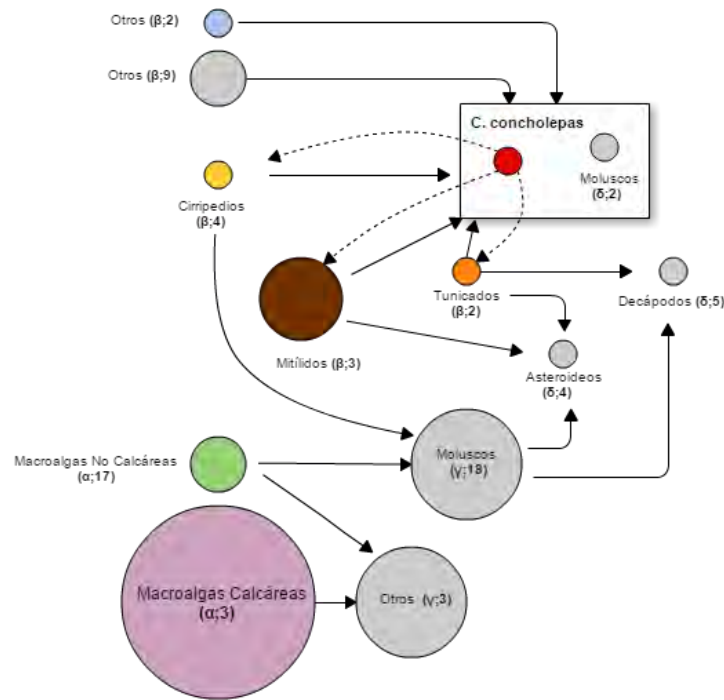 Otros (β;2)
Otros (β;9)
C. concholepas
Moluscos
(δ;2)
Cirripedios
(β;4)
Tunicados
(β;2)
Decápodos (δ;5)
Mitílidos (β;3)
Asteroideos
(δ;4)
Macroalgas No Calcáreas
(α;17)
Moluscos
(γ;18)
Macroalgas Calcáreas
(α;3)
Otros (γ;3)